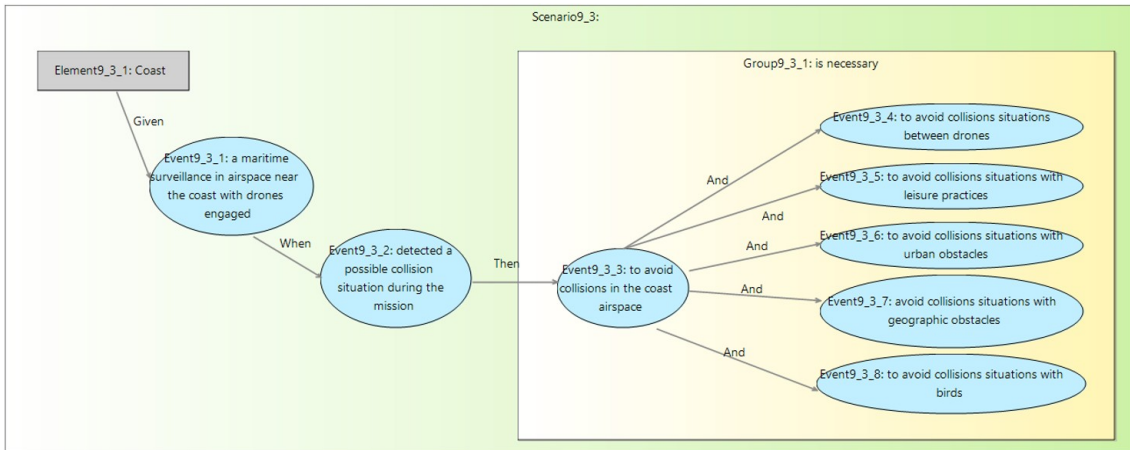 Scenario9_3:
Element9_3_1: Coast
Group9_3_1: is necessary
Given
Event9_3_1: a maritime
surveillance in airspace near
the coast with drones
engaged
When
Event9_3_2: detected a
possible collision
situation during the
mission
Then
Event9_3_3: to avoid
collisions in the coast
airspace
And
Event9_3_4: to avoid collisions situations
between drones
And
Event9_3_5: to avoid collisions situations with
leisure practices
And
Event9_3_6: to avoid collisions situations with
urban obstacles
And
Event9_3_7: avoid collisions situations with
geographic obstacles
And
Event9_3_8: to avoid collisions situations with
birds